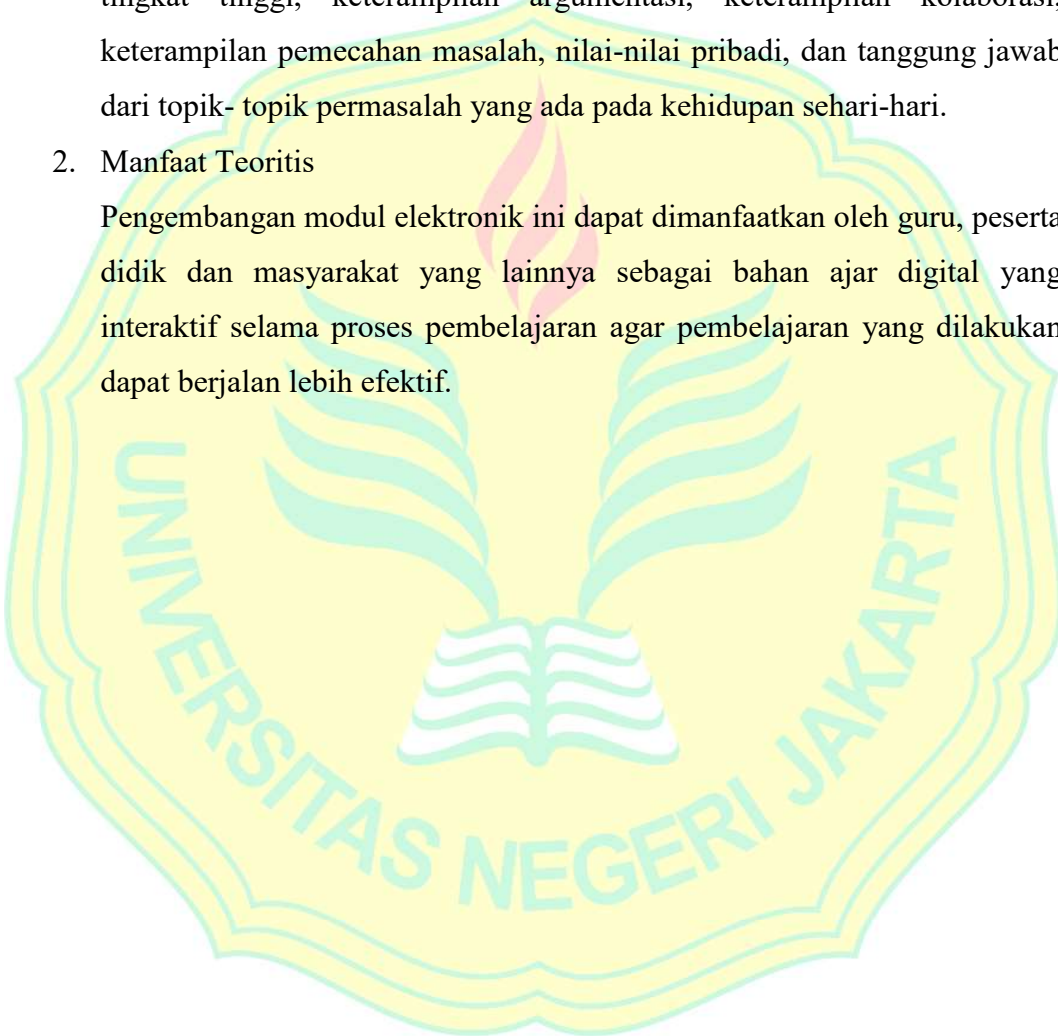 tingkat tinggi, keterampilan argumentasi, keterampilan kolaborasi,
keterampilan pemecahan masalah, nilai-nilai pribadi, dan tanggung jawab
dari topik- topik permasalah yang ada pada kehidupan sehari-hari.
2. Manfaat Teoritis
Pengembangan modul elektronik ini dapat dimanfaatkan oleh guru, peserta
didik dan masyarakat yang lainnya sebagai bahan ajar digital yang
interaktif selama proses pembelajaran agar pembelajaran yang dilakukan
dapat berjalan lebih efektif.
UNIVERSITAS NEGERI JAKARTA